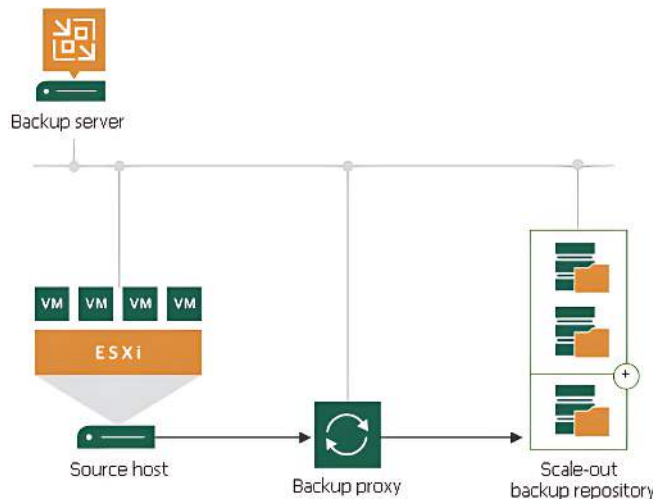 Backup server
VM VM VM VM
ESXi
Source host
Backup proxy
Scale-out
backup repository